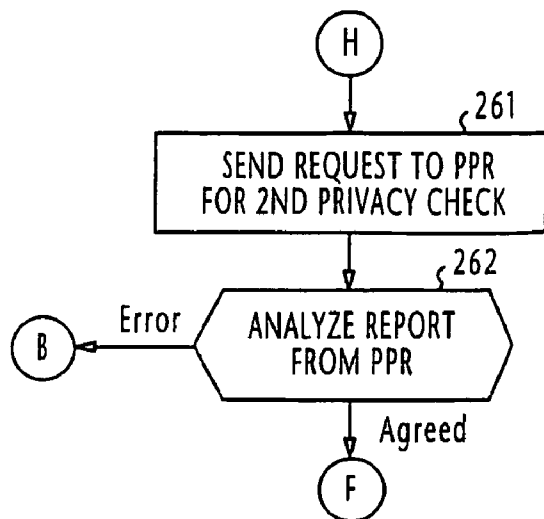 H
261
SEND REQUEST TO PPR
FOR 2ND PRIVACY CHECK
262
Error
ANALYZE REPORT
FROM PPR
B
Agreed
F